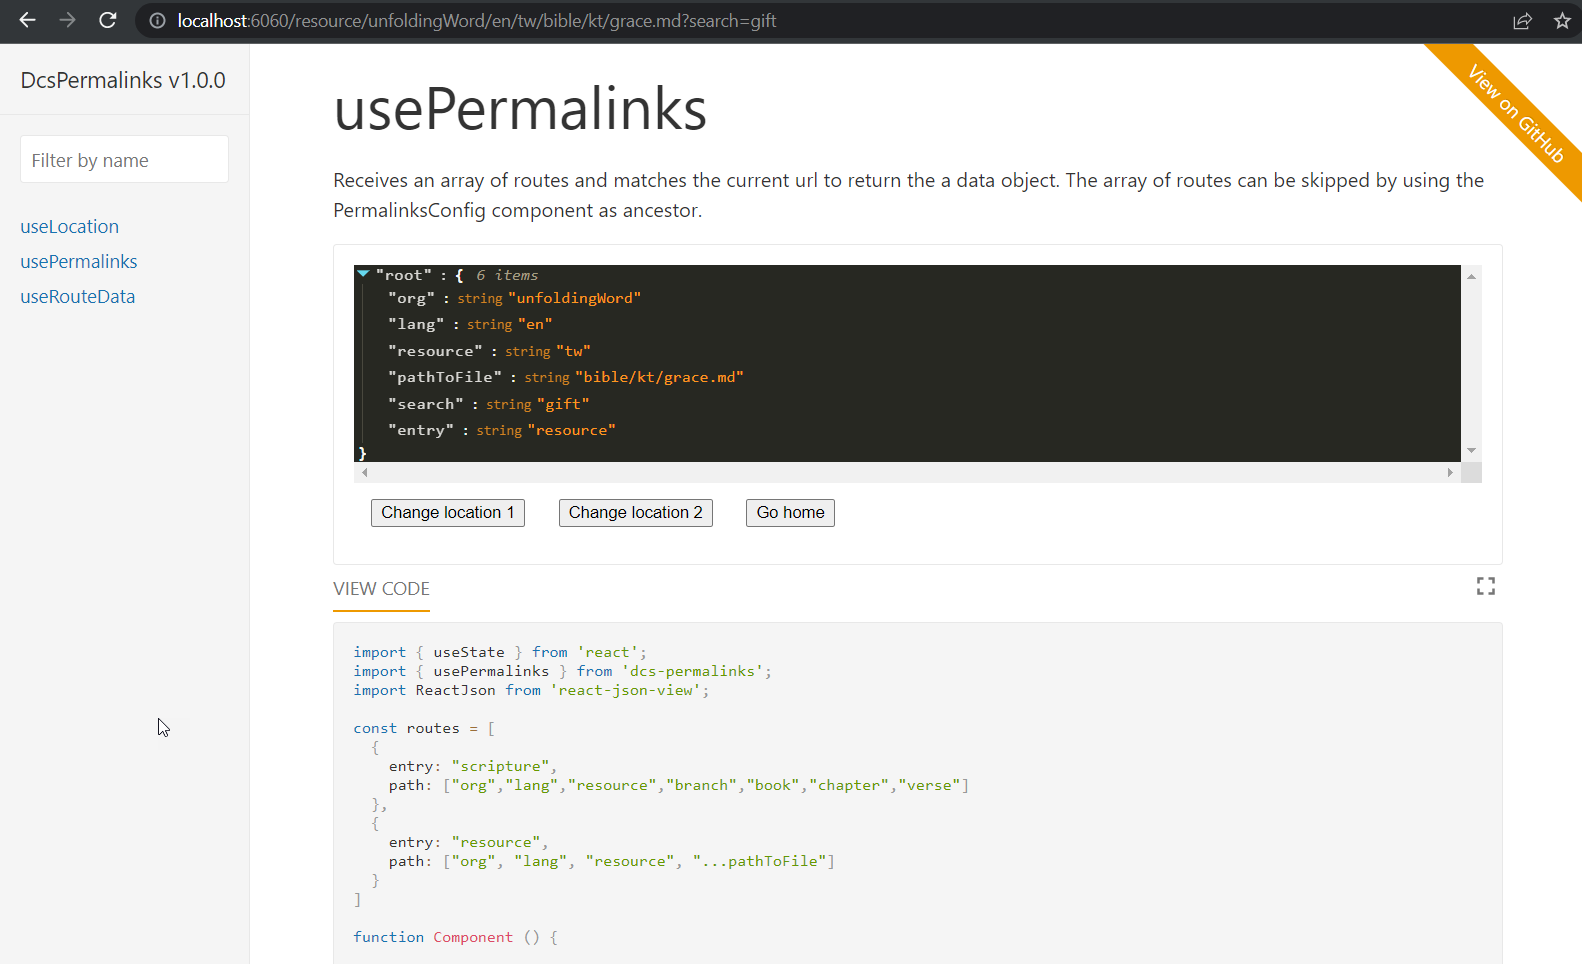 localhost:6060/resource/unfoldingWord/en/tw/bible/kt/grace.md?search=gift
DcsPermalinks v1.0.0
Filter by name
useLocation
usePermalinks
useRouteData
View on GitHub
usePermalinks
Receives an array of routes and matches the current url to return the a data object. The array of routes can be skipped by using the
PermalinksConfig component as ancestor.
"root" : { 6 items
"org" : string "unfoldingWord"
"lang" : string "en"
"resource" : string "tw"
"pathToFile" : string "bible/kt/grace.md"
"search" : string "gift"
"entry" : string "resource"
}
Change location 1
Change location 2
Go home
VIEW CODE
import { useState } from 'react';
import { usePermalinks } from 'dcs-permalinks';
import ReactJson from 'react-json-view';
const routes = [
{
entry: "scripture",
path: ["org","lang","resource","branch","book","chapter","verse"]
},
{
entry: "resource",
path: ["org", "lang", "resource", "...pathToFile"]
}
]
function Component () {